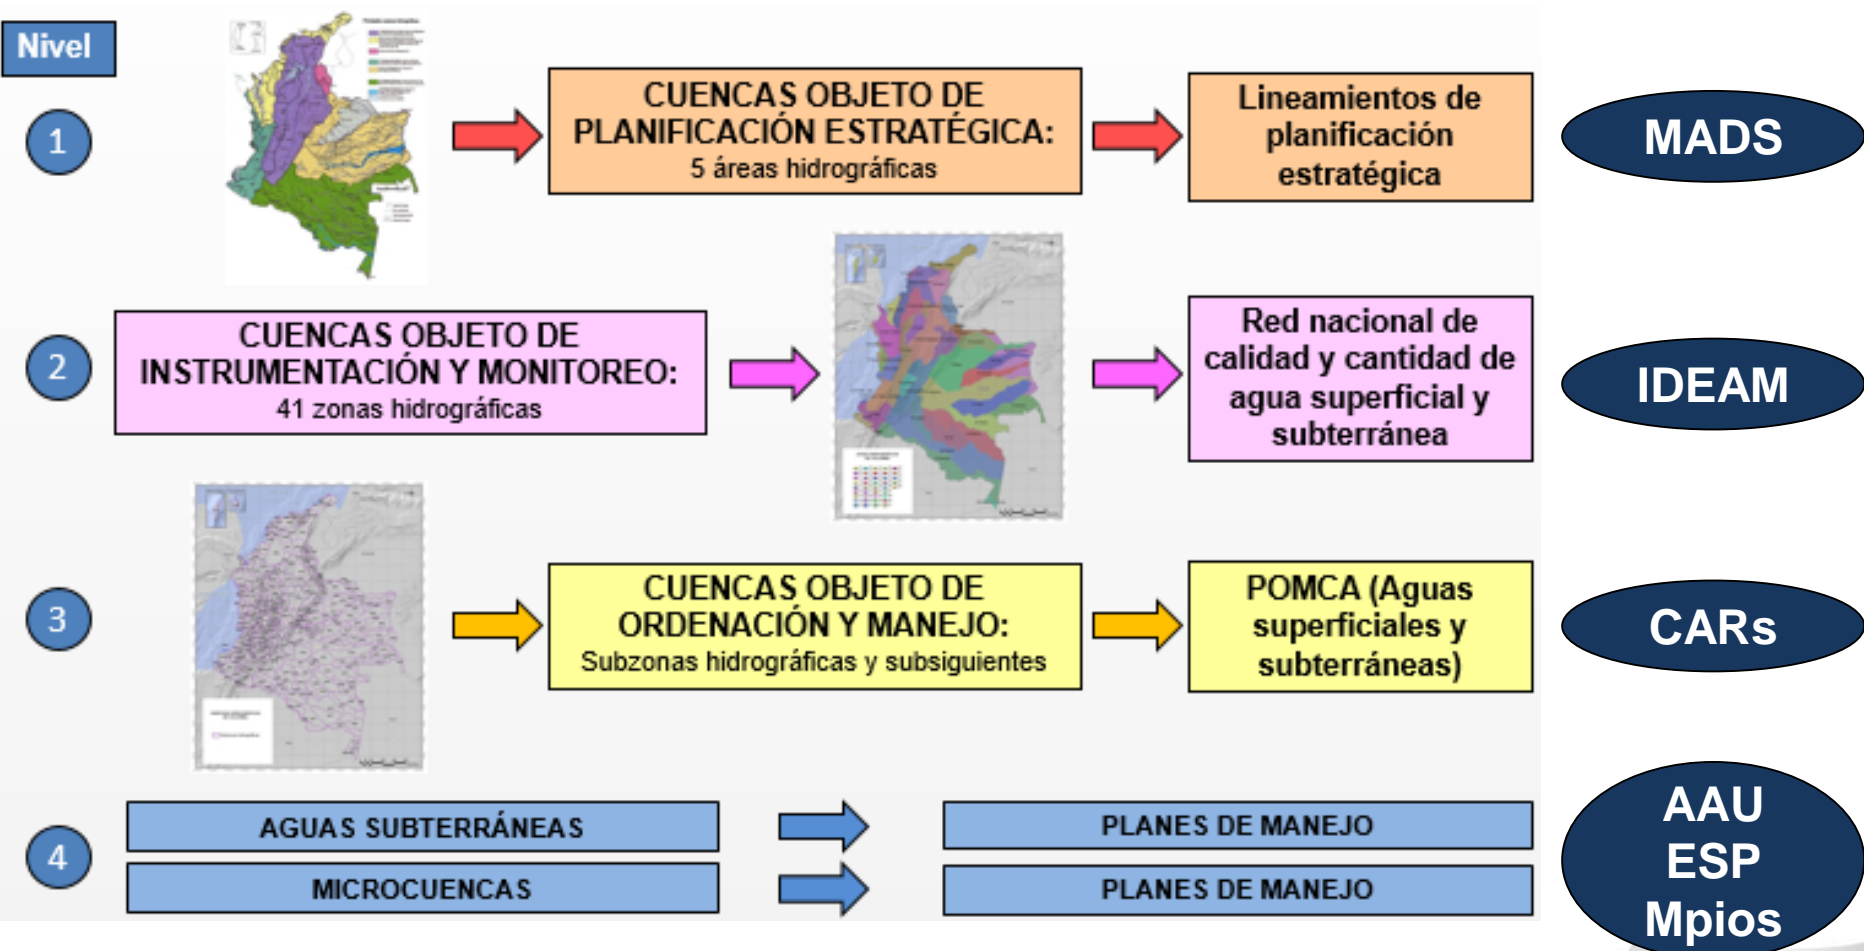 Nivel
1
CUENCAS OBJETO DE
PLANIFICACIÓN ESTRATÉGICA:
5 áreas hidrográficas
Lineamientos de
planificación
estratégica
MADS
2
CUENCAS OBJETO DE
INSTRUMENTACIÓN Y MONITOREO:
41 zonas hidrográficas
Red nacional de
calidad y cantidad de
agua superficial y
subterránea
IDEAM
3
CUENCAS OBJETO DE
ORDENACIÓN Y MANEJO:
Subzonas hidrográficas y subsiguientes
POMCA (Aguas
superficiales y
subterráneas)
CARs
4
AGUAS SUBTERRÁNEAS
PLANES DE MANEJO
MICROCUENCAS
PLANES DE MANEJO
AAU
ESP
Mpios